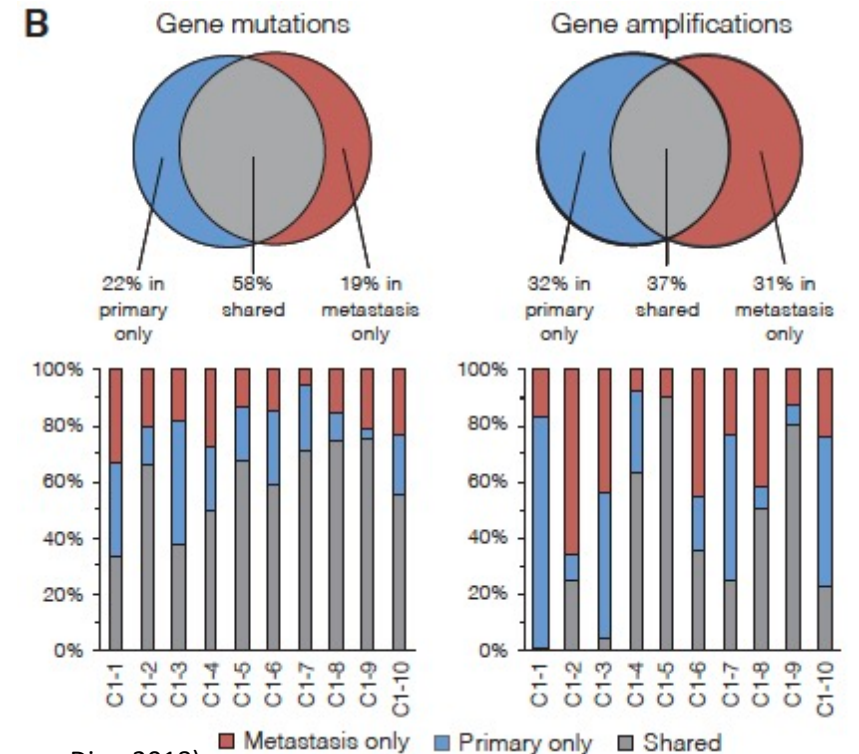 B
Gene mutations
22% in
primary
only
58%
shared
19% in
metastasis
only
Gene amplifications
32% in
primary
only
37%
shared
31% in
metastasis
only
100%
80%
60%
40%
20%
0%
C1-1
C1-2
C1-3
C1-4
C1-5
C1-6
C1-7
C1-8
C1-9
C1-10
100%
80%
60%
40%
20%
0%
C1-1
C1-2
C1-3
C1-4
C1-5
C1-6
C1-7
C1-8
C1-9
C1-10
Metastasis only
Primary only
Shared